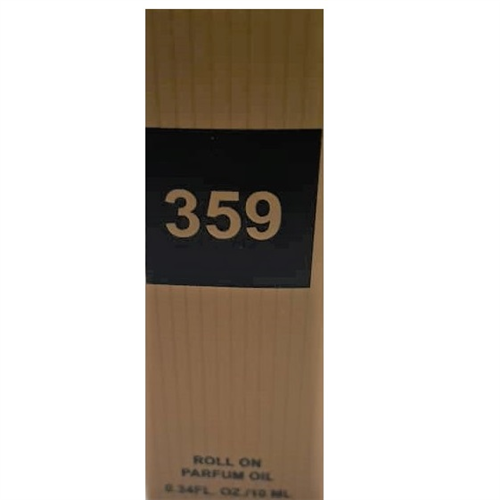 359
ROLL ON
PARFUM OIL
0.34FL. OZ./10 ML